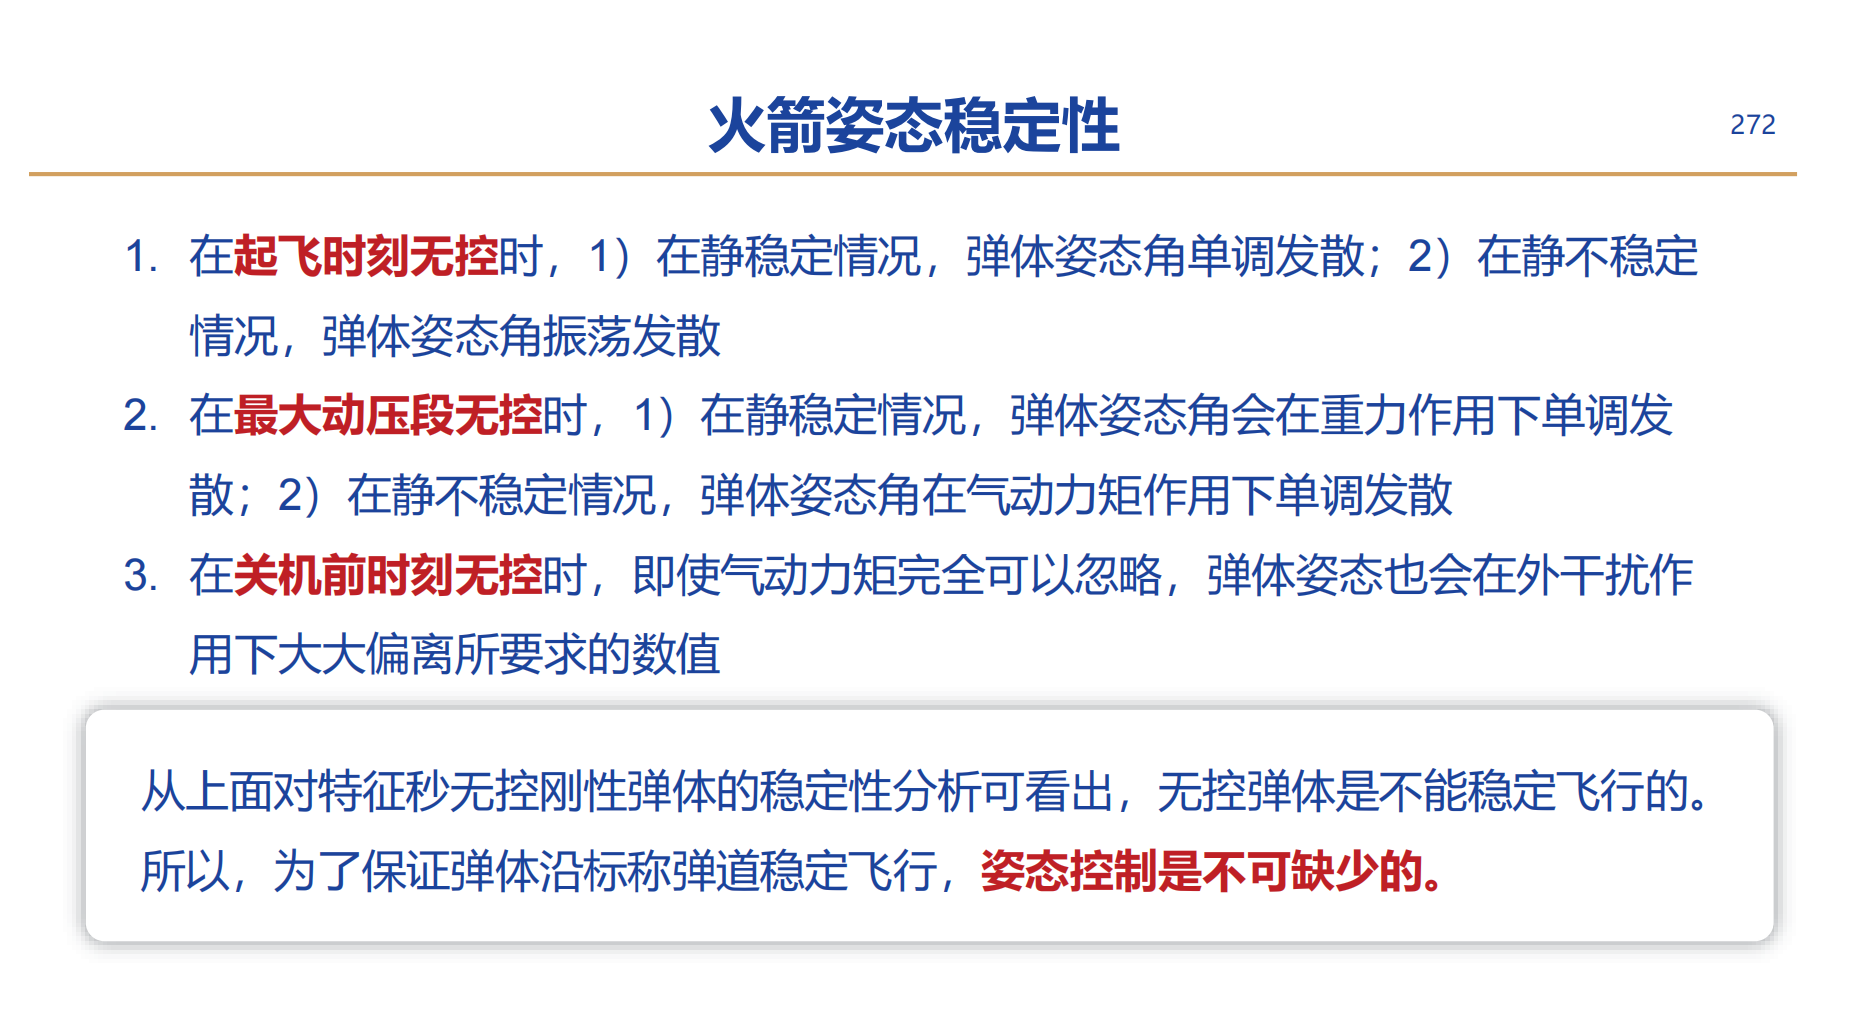 火箭姿态稳定性
272
1. 在起飞时刻无控时，1）在静稳定情况，弹体姿态角单调发散；2）在静不稳定
情况，弹体姿态角振荡发散
2. 在最大动压段无控时，1）在静稳定情况，弹体姿态角会在重力作用下单调发
散；2）在静不稳定情况，弹体姿态角在气动力矩作用下单调发散
3. 在关机前时刻无控时，即使气动力矩完全可以忽略，弹体姿态也会在外干扰作
用下大大偏离所要求的数值
从上面对特征秒无控刚性弹体的稳定性分析可看出，无控弹体是不能稳定飞行的。
所以，为了保证弹体沿标称弹道稳定飞行，姿态控制是不可缺少的。